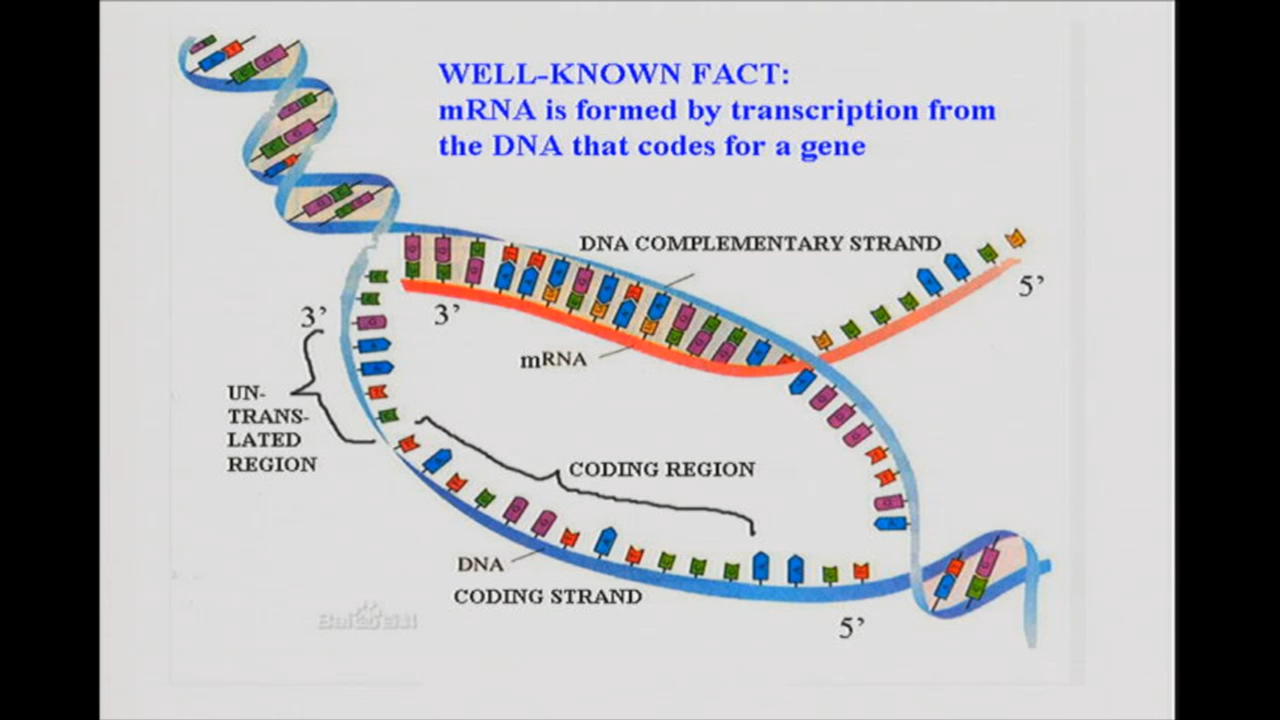 WELL-KNOWN FACT:
mRNA is formed by transcription from
the DNA that codes for a gene
DNA COMPLEMENTARY STRAND
5’
3’
3’
mRNA
UN-
TRANS-
LATED
REGION
CODING REGION
DNA
CODING STRAND
5’